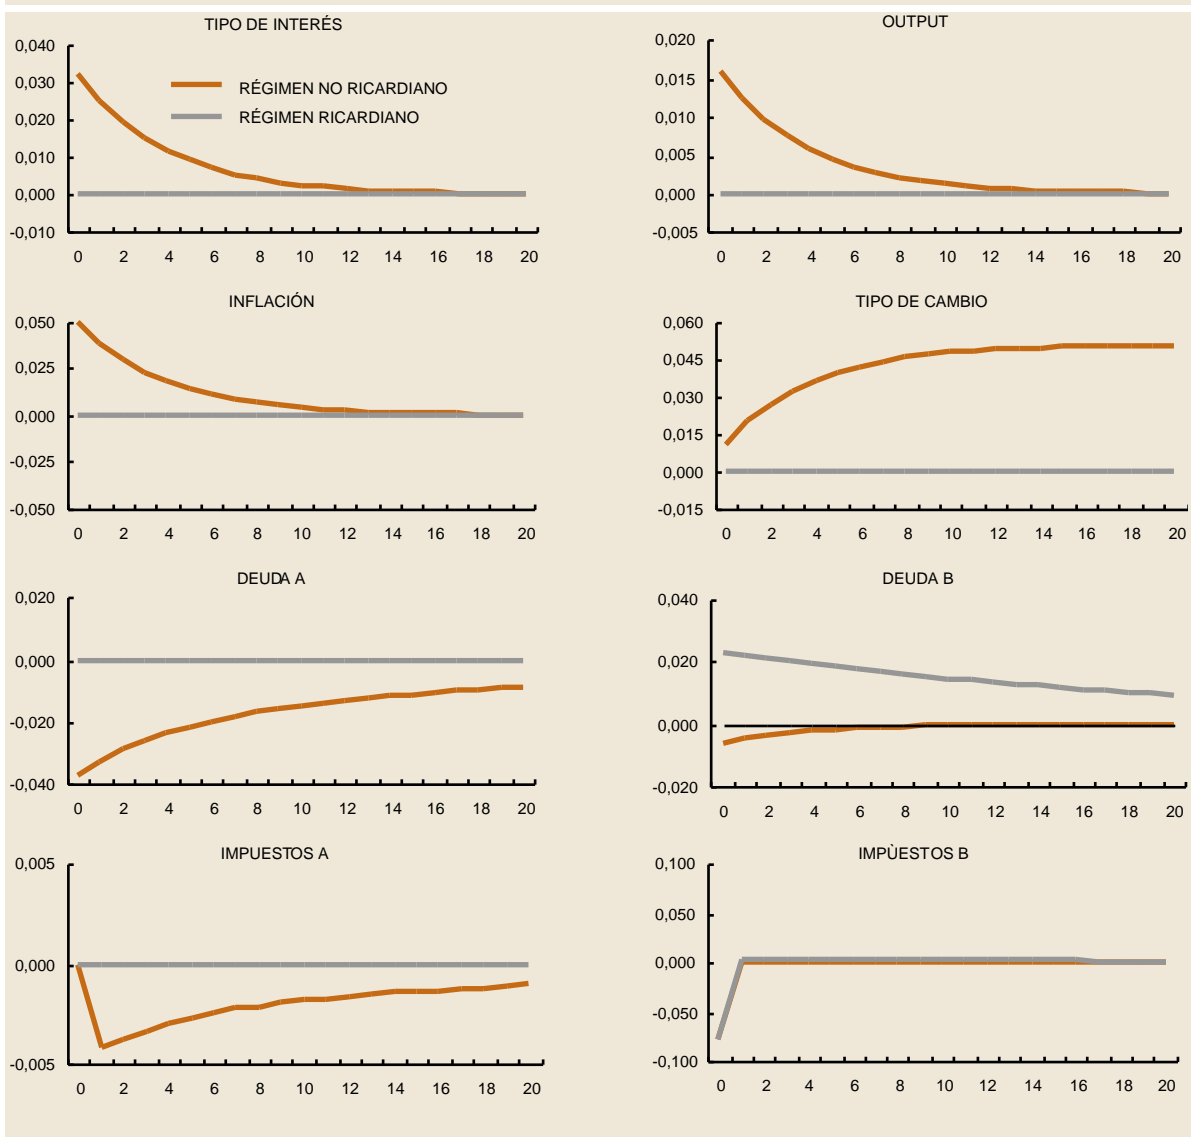 TIPO DE INTERÉS
0,040
0,030
0,020
0,010
0,000
-0,010
0 2 4 6 8 10 12 14 16 18 20
RÉGIMEN NO RICARDIANO
RÉGIMEN RICARDIANO
OUTPUT
0,020
0,015
0,010
0,005
0,000
-0,005
0 2 4 6 8 10 12 14 16 18 20
INFLACIÓN
0,050
0,025
0,000
-0,025
-0,050
0 2 4 6 8 10 12 14 16 18 20
TIPO DE CAMBIO
0,060
0,045
0,030
0,015
0,000
-0,015
0 2 4 6 8 10 12 14 16 18 20
DEUDA A
0,020
0,000
-0,020
-0,040
0 2 4 6 8 10 12 14 16 18 20
DEUDA B
0,040
0,020
0,000
-0,020
0 2 4 6 8 10 12 14 16 18 20
IMPUESTOS A
0,005
0,000
-0,005
0 2 4 6 8 10 12 14 16 18 20
IMPÙESTOS B
0,100
0,050
0,000
-0,050
-0,100
0 2 4 6 8 10 12 14 16 18 20